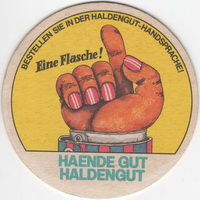 BESTELLEN SIE IN DER HALDENGUT-HANDSPRACHE!
Eine Flasche!
HAENDE GUT
HALDENGUT